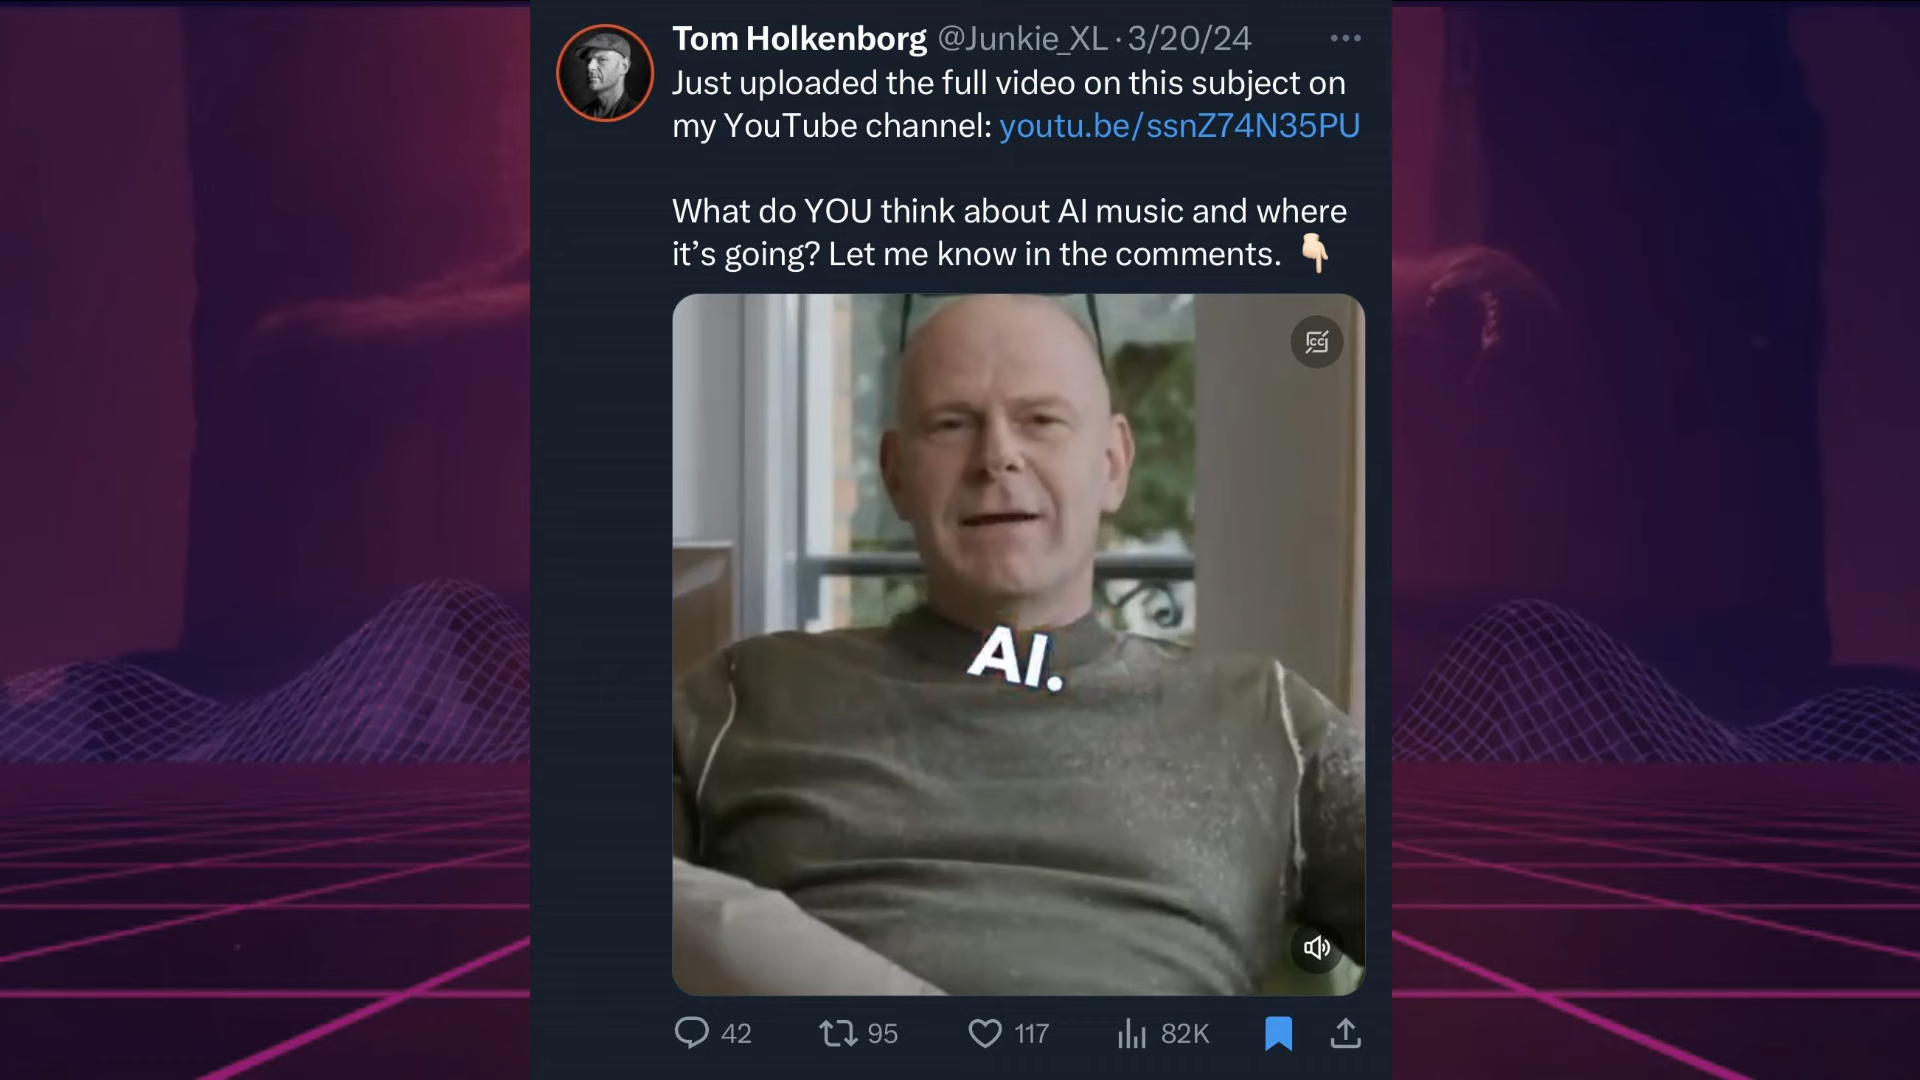 Tom Holkenborg @Junkie_XL · 3/20/24
Just uploaded the full video on this subject on
my YouTube channel: youtu.be/ssnZ74N35PU
What do YOU think about AI music and where
it’s going? Let me know in the comments. 👇🏻
CC
AI.
42 95 117 82K